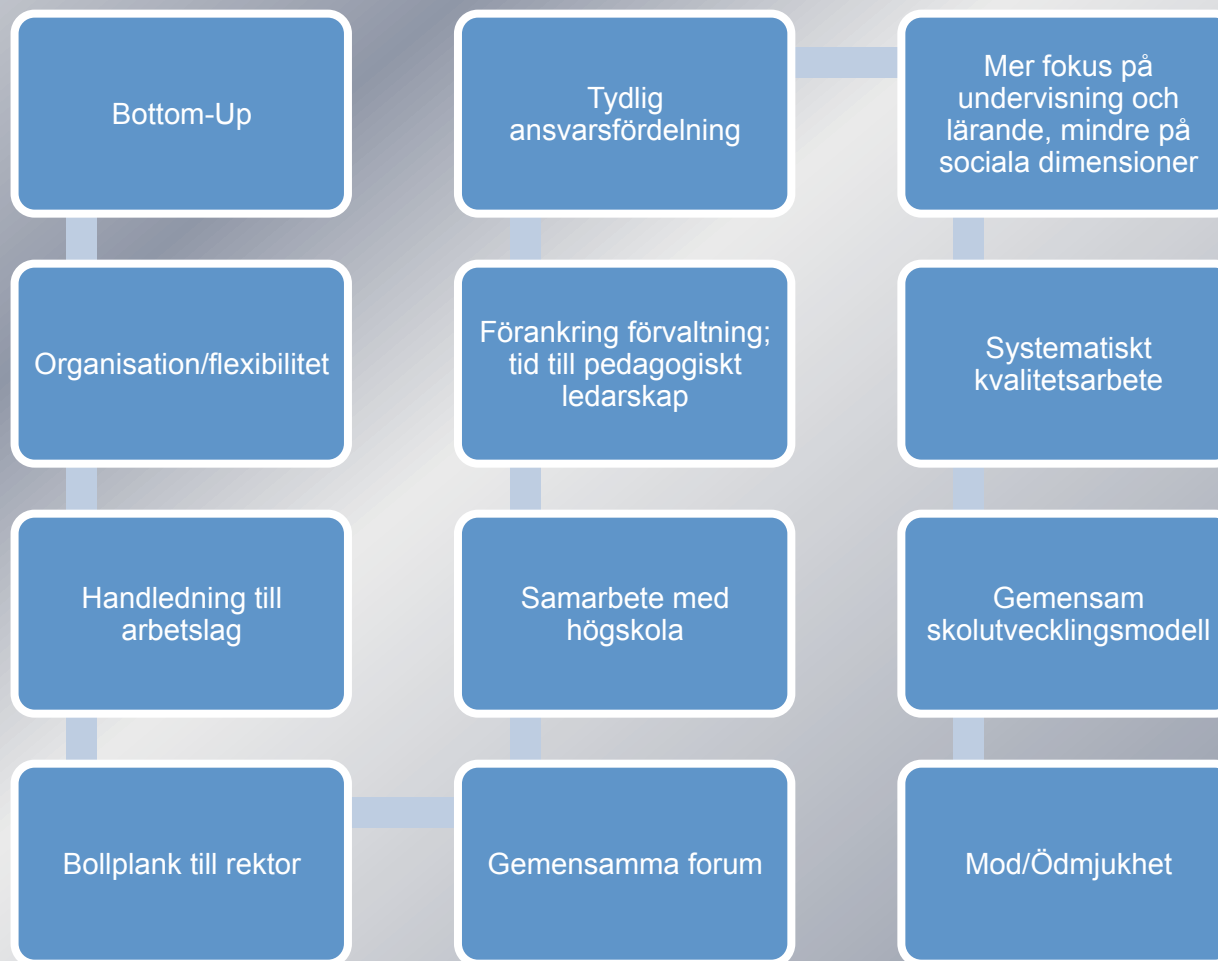 Bottom-Up
Organisation/flexibilitet
Handledning till
arbetslag
Bollplank till rektor
Gemensamma forum
Samarbete med
högskola
Förankring förvaltning;
tid till pedagogiskt
ledarskap
Tydlig
ansvarsfördelning
Mer fokus på
undervisning och
lärande, mindre på
sociala dimensioner
Systematiskt
kvalitetsarbete
Gemensam
skolutvecklingsmodell
Mod/Ödmjukhet